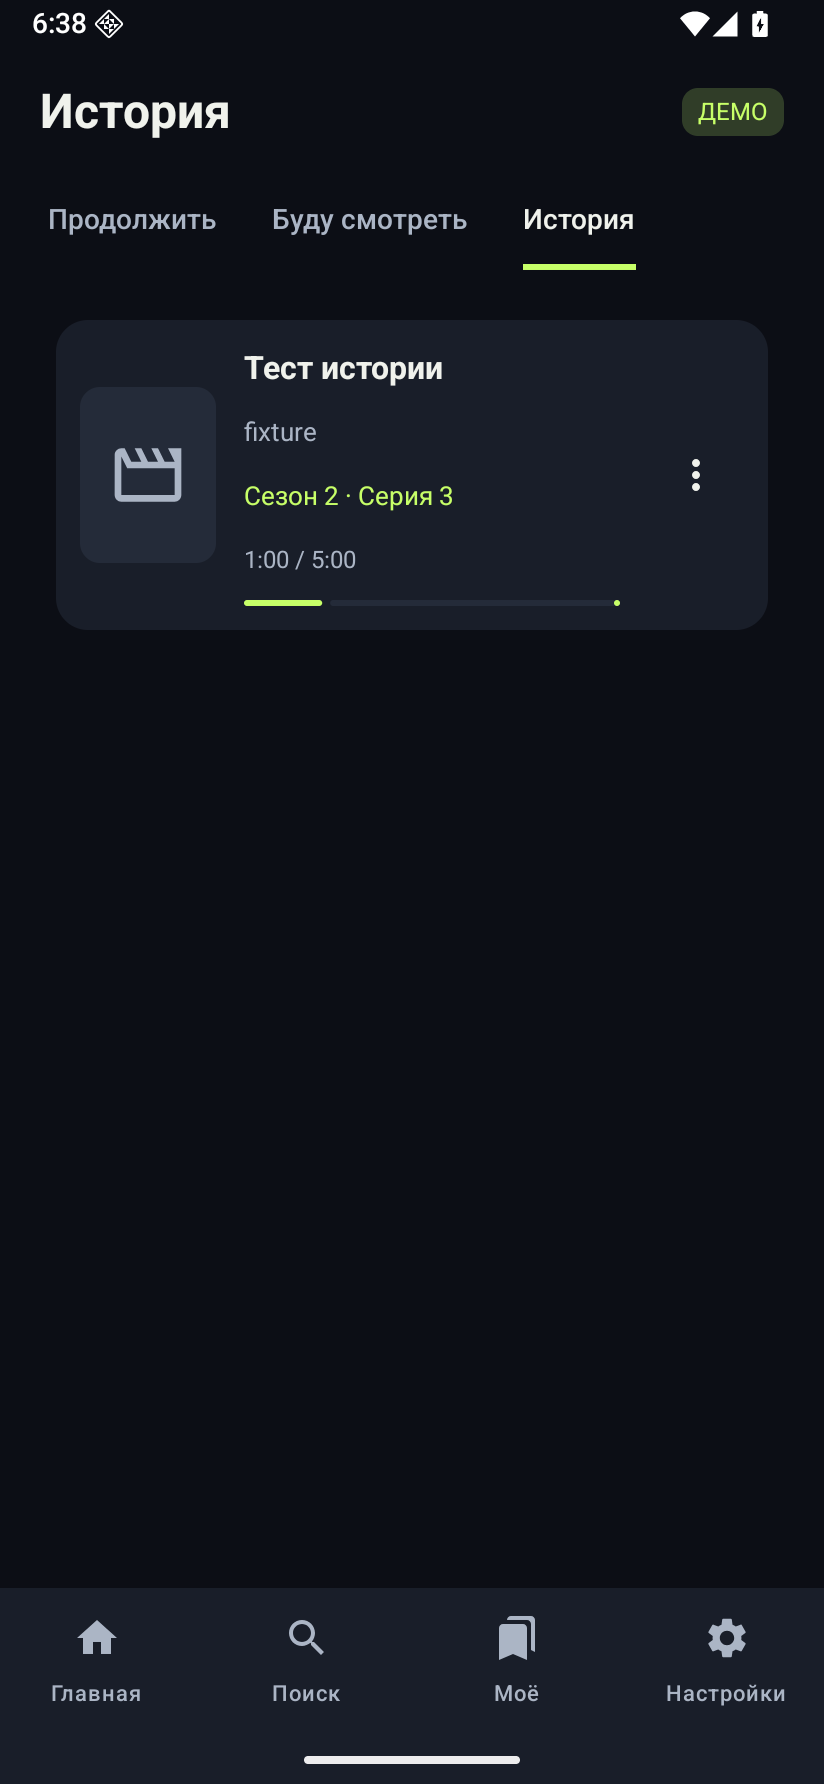 6:38
История
ДЕМО
Продолжить
Буду смотреть
История
Тест истории
fixture
Сезон 2 · Серия 3
1:00 / 5:00
Главная
Поиск
Моё
Настройки